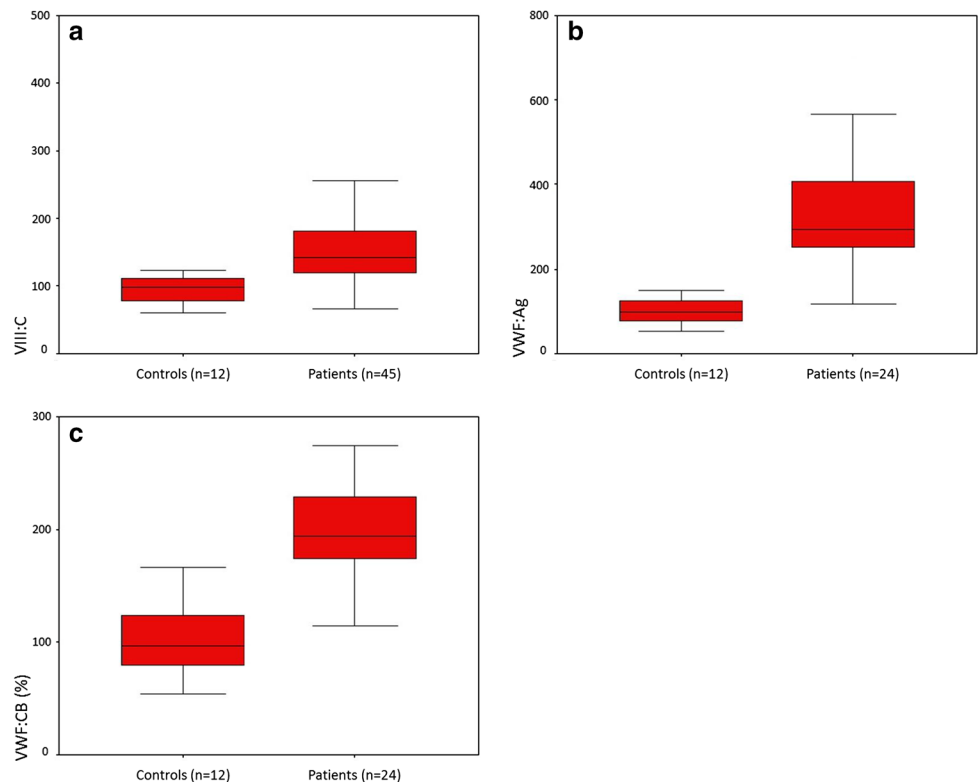 a
500
400
300
200
100
0
VIII:C
Controls (n=12) Patients (n=45)
b
800
600
400
200
0
VWF:Ag
Controls (n=12) Patients (n=24)
c
300
200
100
0
VWF:CB (%)
Controls (n=12) Patients (n=24)